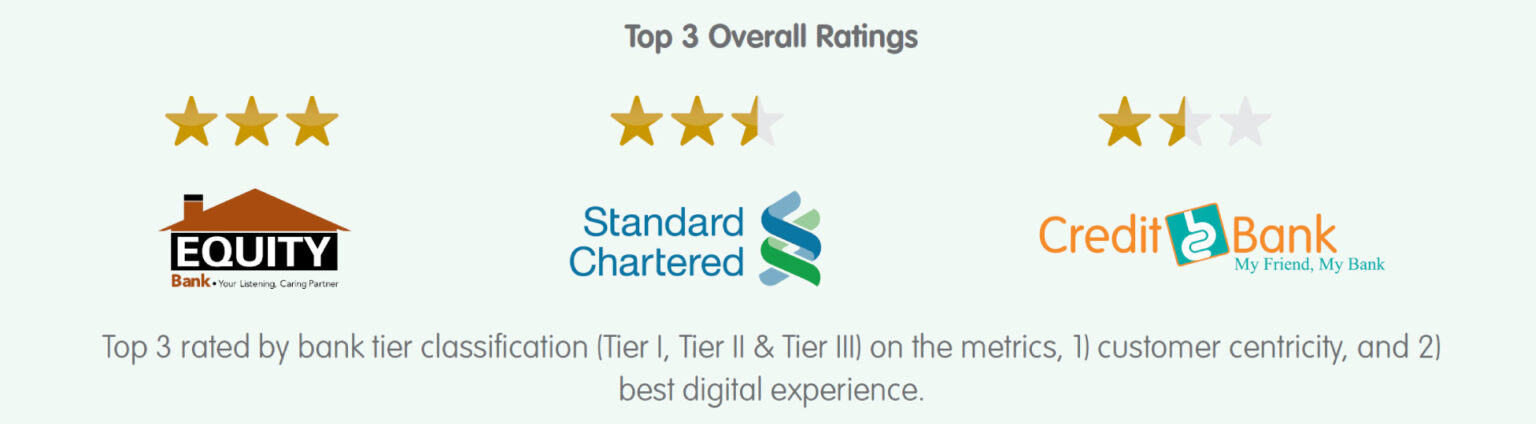 Top 3 Overall Ratings
EQUITY
Bank • Your Listening, Caring Partner
Standard
Chartered
Credit Bank
My Friend, My Bank
Top 3 rated by bank tier classification (Tier I, Tier II & Tier III) on the metrics, 1) customer centricity, and 2)
best digital experience.